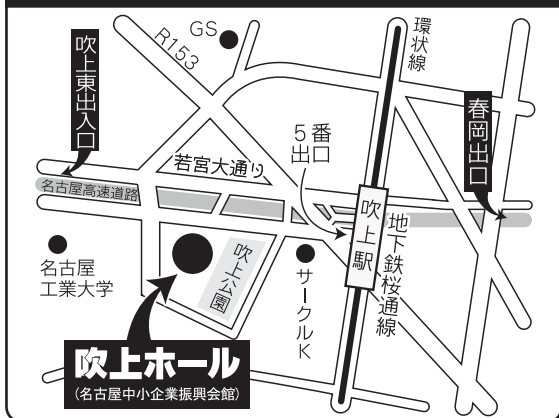 GS
R153
環状線
吹上東出入口
春岡出口
5番
出口
若宮大通り
名古屋高速道路
吹上駅
地下鉄桜通線
吹上公園
サークルK
名古屋
工業大学
吹上ホール
(名古屋中小企業振興会館)